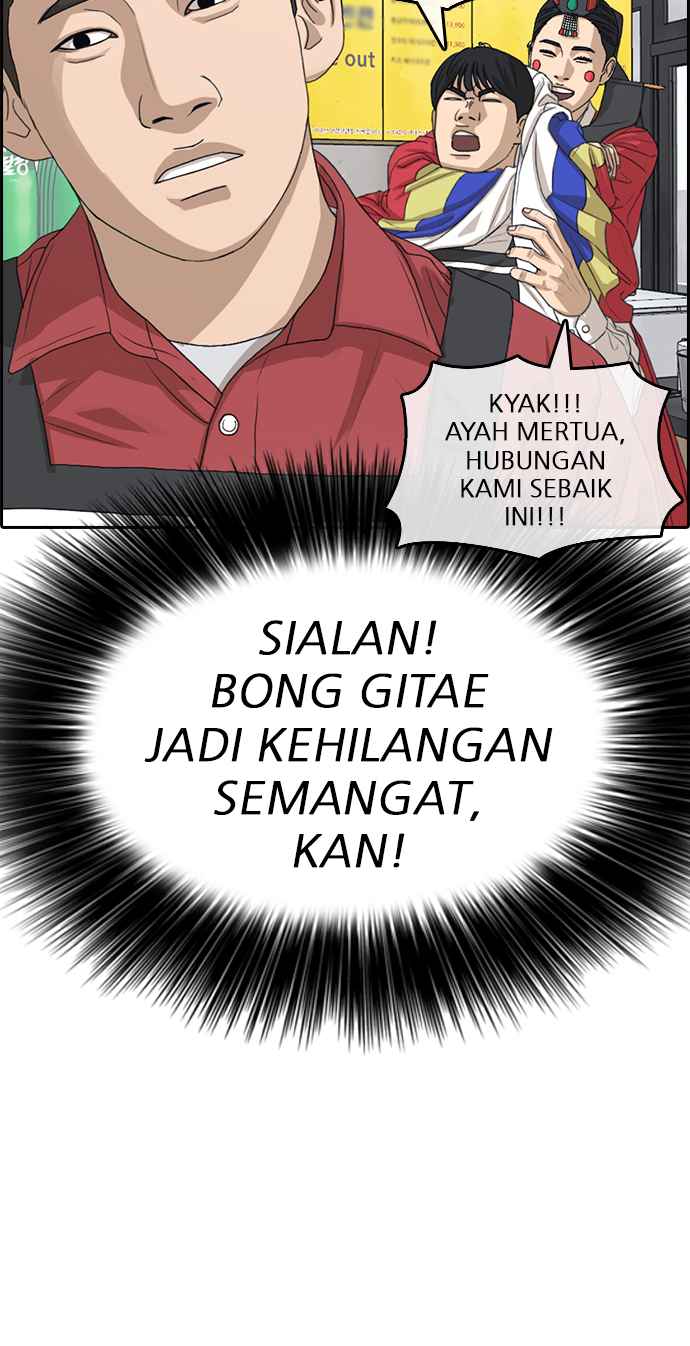 out
KYAK!!!
AYAH MERTUA,
HUBUNGAN
KAMI SEBAIK
INI!!!
SIALAN!
BONG GITAE
JADI KEHILANGAN
SEMANGAT,
KAN!